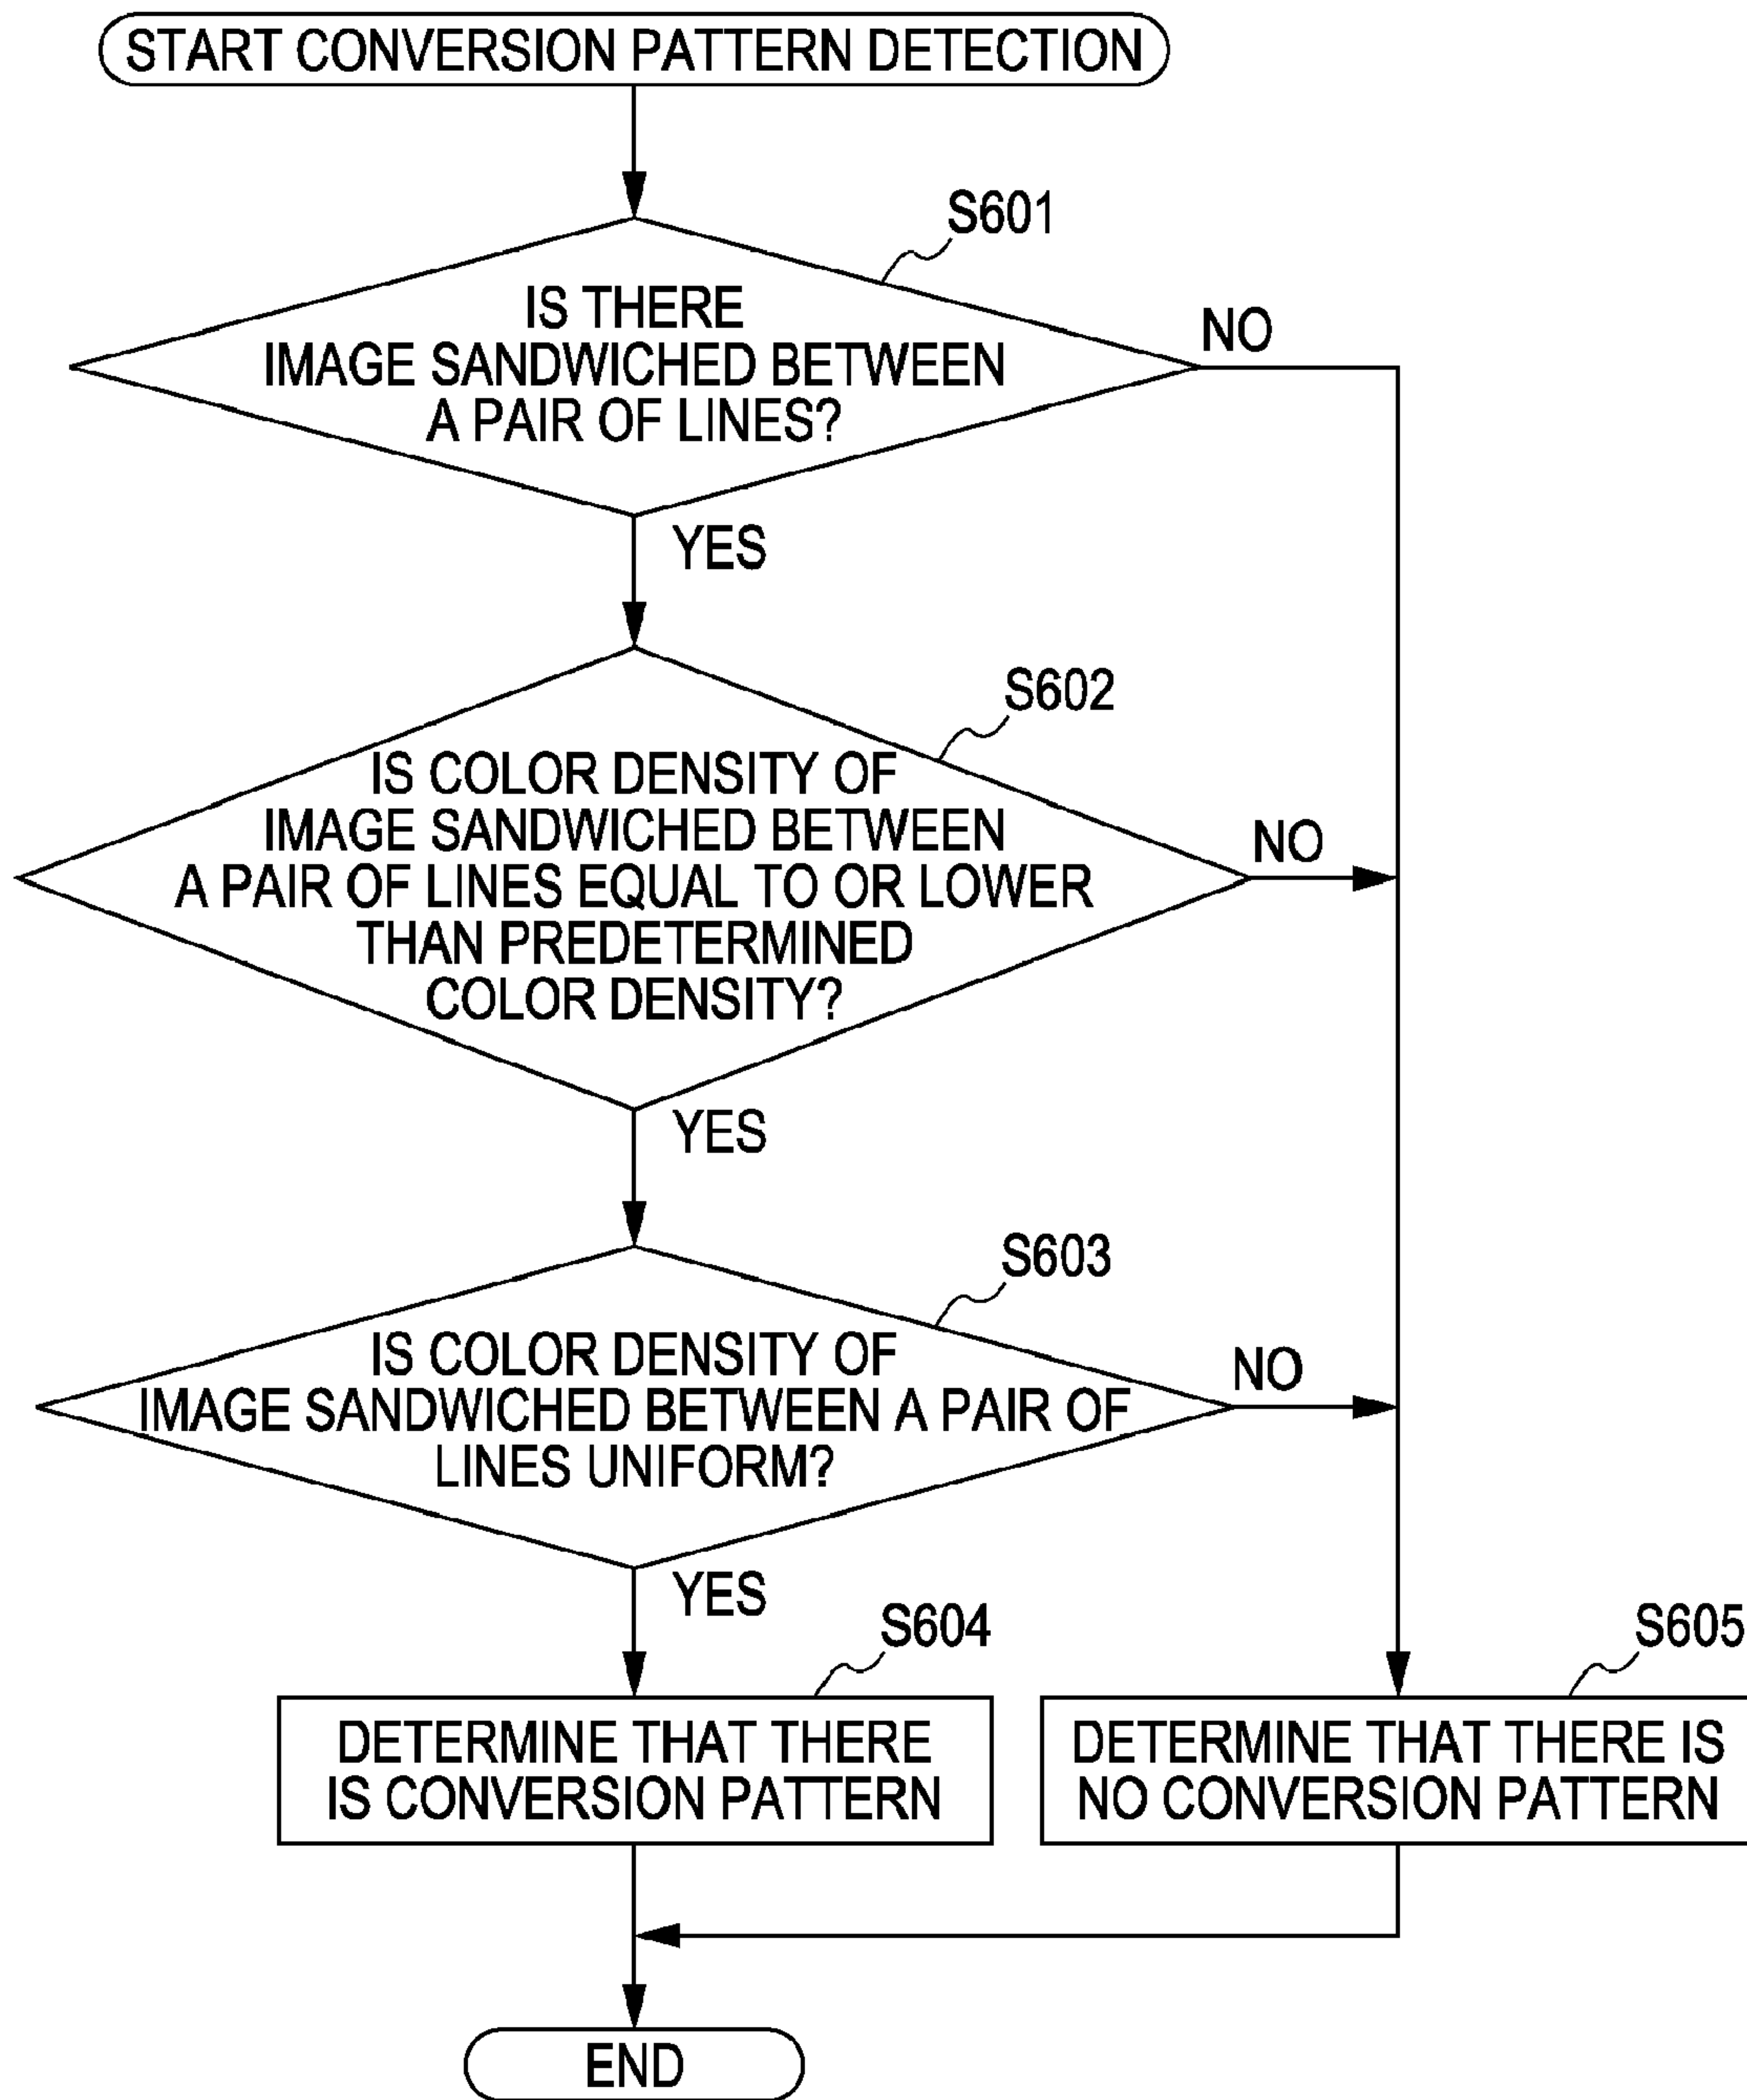 START CONVERSION PATTERN DETECTION
S601
IS THERE
IMAGE SANDWICHED BETWEEN
A PAIR OF LINES?
NO
YES
S602
IS COLOR DENSITY OF
IMAGE SANDWICHED BETWEEN
A PAIR OF LINES EQUAL TO OR LOWER
THAN PREDETERMINED
COLOR DENSITY?
NO
YES
S603
IS COLOR DENSITY OF
IMAGE SANDWICHED BETWEEN A PAIR OF
LINES UNIFORM?
NO
YES
S604
DETERMINE THAT THERE
IS CONVERSION PATTERN
S605
DETERMINE THAT THERE IS
NO CONVERSION PATTERN
END